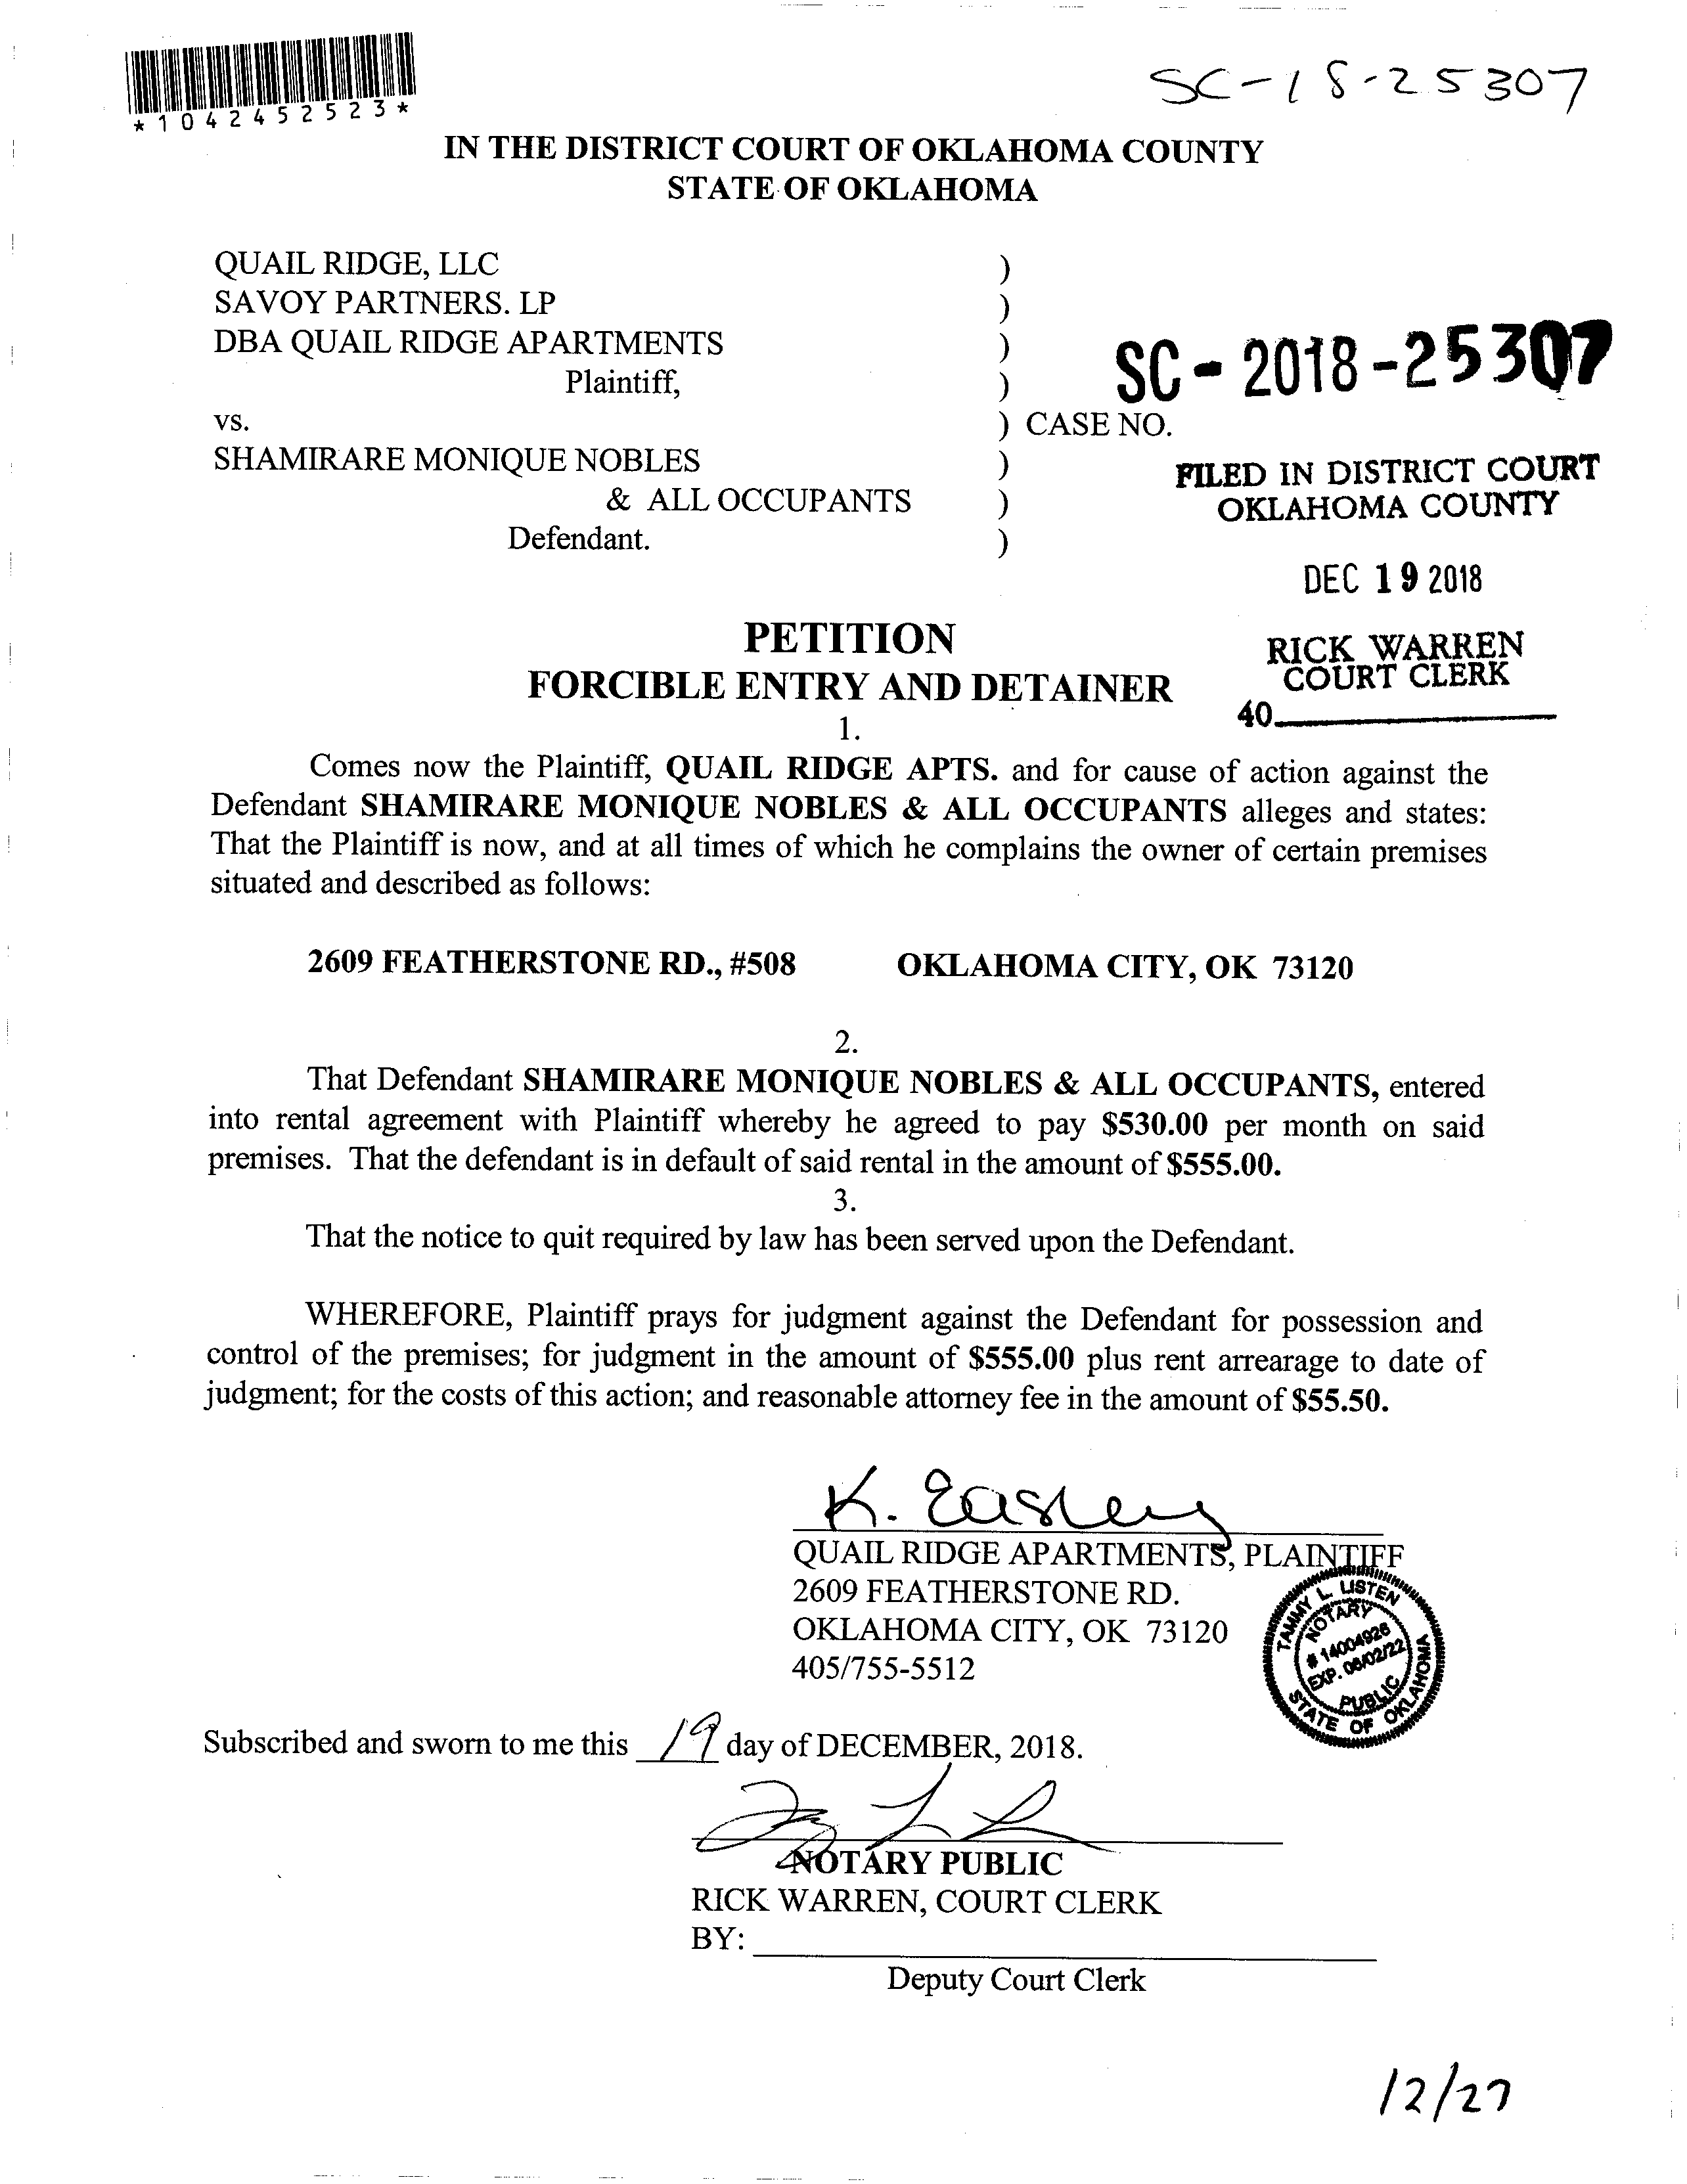 SC-18-25307
*1042452523*
IN THE DISTRICT COURT OF OKLAHOMA COUNTY
STATE OF OKLAHOMA
QUAIL RIDGE, LLC )
SAVOY PARTNERS. LP )
DBA QUAIL RIDGE APARTMENTS )
Plaintiff, )
SC-2018-25307
vs. ) CASE NO.
SHAMIRARE MONIQUE NOBLES )
& ALL OCCUPANTS )
Defendant. )
FILED IN DISTRICT COURT
OKLAHOMA COUNTY
DEC 19 2018
RICK WARREN
COURT CLERK
40
PETITION
FORCIBLE ENTRY AND DETAINER
1.
Comes now the Plaintiff, QUAIL RIDGE APTS. and for cause of action against the
Defendant SHAMIRARE MONIQUE NOBLES & ALL OCCUPANTS alleges and states:
That the Plaintiff is now, and at all times of which he complains the owner of certain premises
situated and described as follows:
2609 FEATHERSTONE RD., #508 OKLAHOMA CITY, OK 73120
2.
That Defendant SHAMIRARE MONIQUE NOBLES & ALL OCCUPANTS, entered
into rental agreement with Plaintiff whereby he agreed to pay $530.00 per month on said
premises. That the defendant is in default of said rental in the amount of $555.00.
3.
That the notice to quit required by law has been served upon the Defendant.
WHEREFORE, Plaintiff prays for judgment against the Defendant for possession and
control of the premises; for judgment in the amount of $555.00 plus rent arrearage to date of
judgment; for the costs of this action; and reasonable attorney fee in the amount of $55.50.
K. Easley
QUAIL RIDGE APARTMENTS, PLAINTIFF
2609 FEATHERSTONE RD.
OKLAHOMA CITY, OK 73120
405/755-5512
TAMMY L. LISTEN
NOTARY
# 14004926
EXP. 06/02/22
PUBLIC
STATE OF OKLAHOMA
Subscribed and sworn to me this 19 day of DECEMBER, 2018.
NOTARY PUBLIC
RICK WARREN, COURT CLERK
BY:
Deputy Court Clerk
12/27